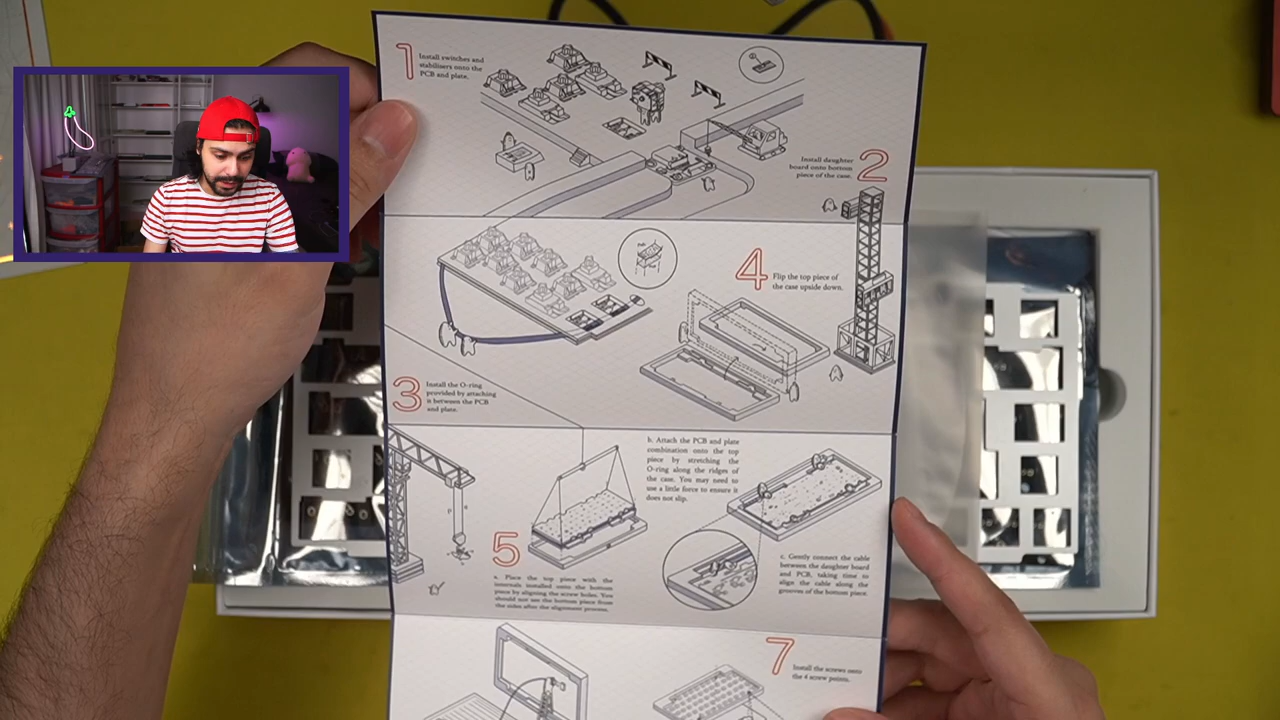 1
Install switches and
stabilisers onto the
PCB and plate.
2
Install daughter
board onto bottom
piece of the case.
3
Install the O-ring
provided by attaching
it between the PCB
and plate.
4
Flip the top piece of
the case upside down.
5
a. Place the top piece with the
internals installed onto the bottom
piece by aligning the screw holes. You
should not use the bottom piece from
the sides after the alignment process.
b. Attach the PCB and plate
combination onto the top
piece by stretching the
O-ring along the ridges of
the case. You may need to
use a little force to ensure it
does not slip.
c. Gently connect the cable
between the daughter board
and PCB, taking time to
align the cable along the
grooves of the bottom piece.
7
Install the screws onto
the 4 screw points.